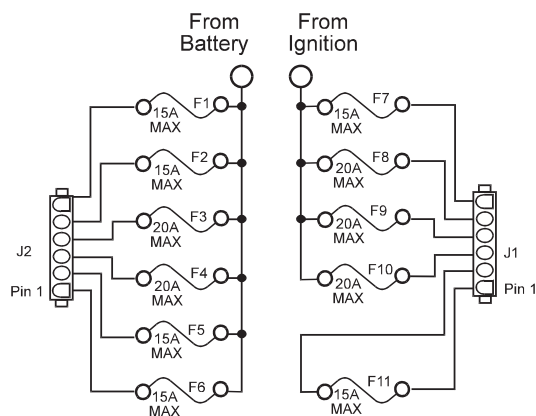 From
Battery
From
Ignition
F1
15A
MAX
F2
15A
MAX
F3
20A
MAX
F4
20A
MAX
F5
15A
MAX
F6
15A
MAX
J2
Pin 1
F7
15A
MAX
F8
20A
MAX
F9
20A
MAX
F10
20A
MAX
F11
15A
MAX
J1
Pin 1